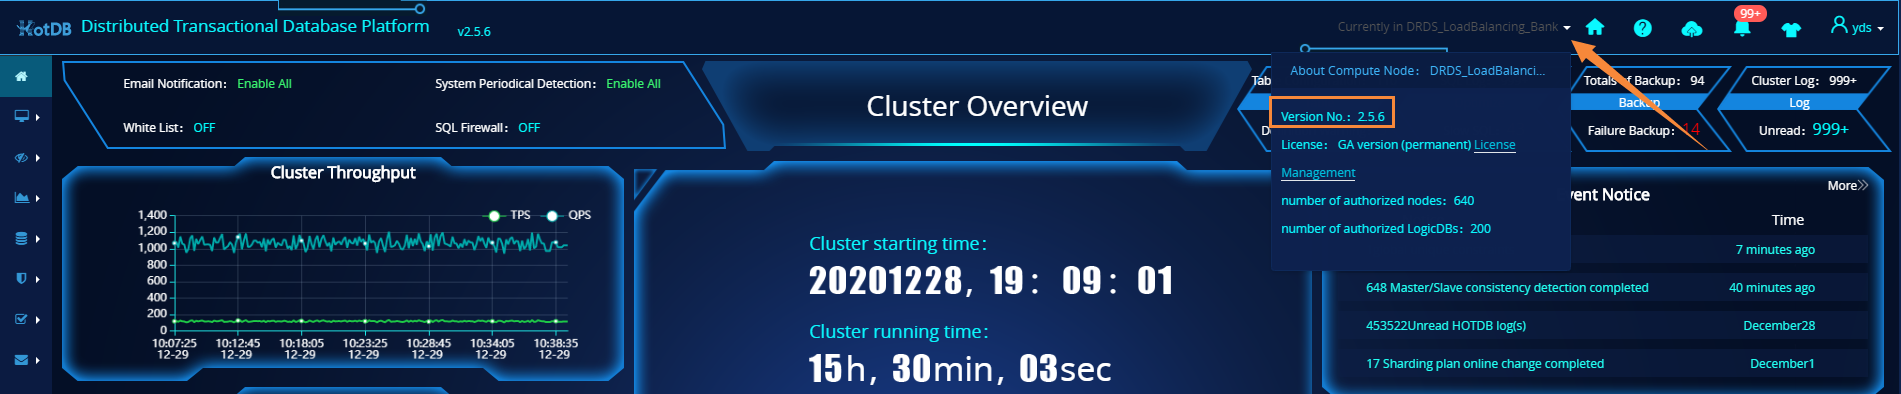 HotDB Distributed Transactional Database Platform v2.5.6
Currently in DRDS_LoadBalancing_Bank
99+
yds
Email Notification: Enable All
System Periodical Detection: Enable All
White List: OFF
SQL Firewall: OFF
Cluster Overview
About Compute Node: DRDS_LoadBalanci...
Version No.: 2.5.6
License: GA version (permanent) License
Management
number of authorized nodes: 640
number of authorized LogicDBs: 200
Totals of Backup: 94
Backup
Failure Backup: 14
Cluster Log: 999+
Log
Unread: 999+
Cluster Throughput
TPS QPS
1,400
1,200
1,000
800
600
400
200
0
10:07:25 10:12:45 10:18:05 10:23:25 10:28:45 10:34:05 10:38:35
12-29 12-29 12-29 12-29 12-29 12-29 12-29
Cluster starting time:
20201228, 19: 09: 01
Cluster running time:
15h, 30min, 03sec
More
Notice
Time
7 minutes ago
648 Master/Slave consistency detection completed 40 minutes ago
453522Unread HOTDB log(s) December28
17 Sharding plan online change completed December1